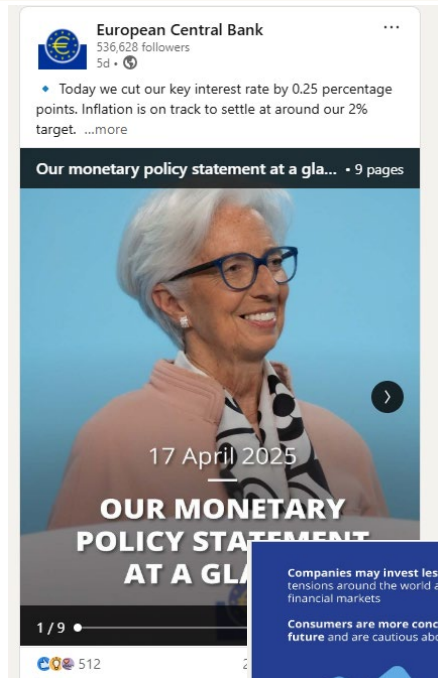 European Central Bank
536,628 followers
5d •
🔹 Today we cut our key interest rate by 0.25 percentage
points. Inflation is on track to settle at around our 2%
target. ...more
Our monetary policy statement at a gla... • 9 pages
17 April 2025
OUR MONETARY
POLICY STATEMENT
AT A GLA
1 / 9
512
Companies may invest les
tensions around the world a
financial markets
Consumers are more conc
future and are cautious abo